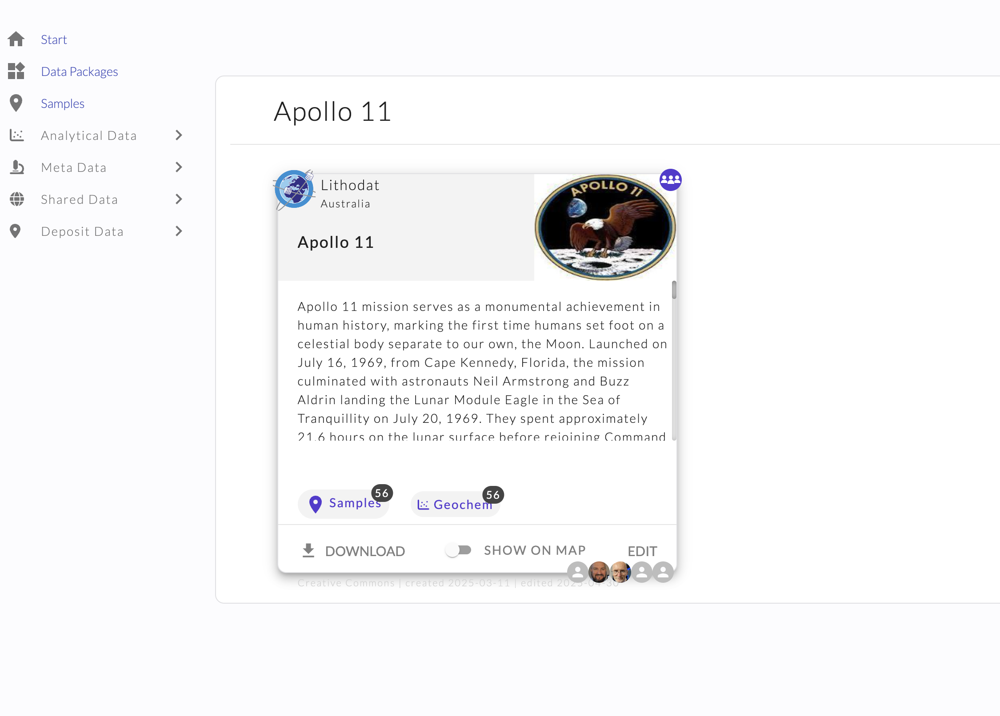 Start
Data Packages
Samples
Analytical Data
Meta Data
Shared Data
Deposit Data
Apollo 11
Lithodat
Australia
Apollo 11
APOLLO 11
Apollo 11 mission serves as a monumental achievement in
human history, marking the first time humans set foot on a
celestial body separate to our own, the Moon. Launched on
July 16, 1969, from Cape Kennedy, Florida, the mission
culminated with astronauts Neil Armstrong and Buzz
Aldrin landing the Lunar Module Eagle in the Sea of
Tranquillity on July 20, 1969. They spent approximately
21.6 hours on the lunar surface before rejoining Command
Samples 56
Geochem 56
DOWNLOAD
SHOW ON MAP
EDIT
Creative Commons | created 2025-03-11 | edited 2025-04-30